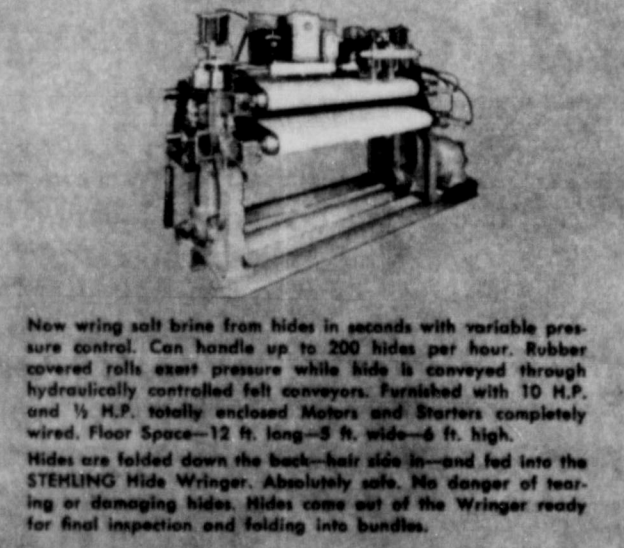 Now wring salt brine from hides in seconds with variable pres-
sure control. Can handle up to 200 hides per hour. Rubber
covered rolls exert pressure while hide is conveyed through
hydraulically controlled felt conveyors. Furnished with 10 H.P.
and ½ H.P. totally enclosed Motors and Starters completely
wired. Floor Space—12 ft. long—5 ft. wide—6 ft. high.
Hides are folded down the back—hair side in—and fed into the
STEHLING Hide Wringer. Absolutely safe. No danger of tear-
ing or damaging hides. Hides come out of the Wringer ready
for final inspection and folding into bundles.